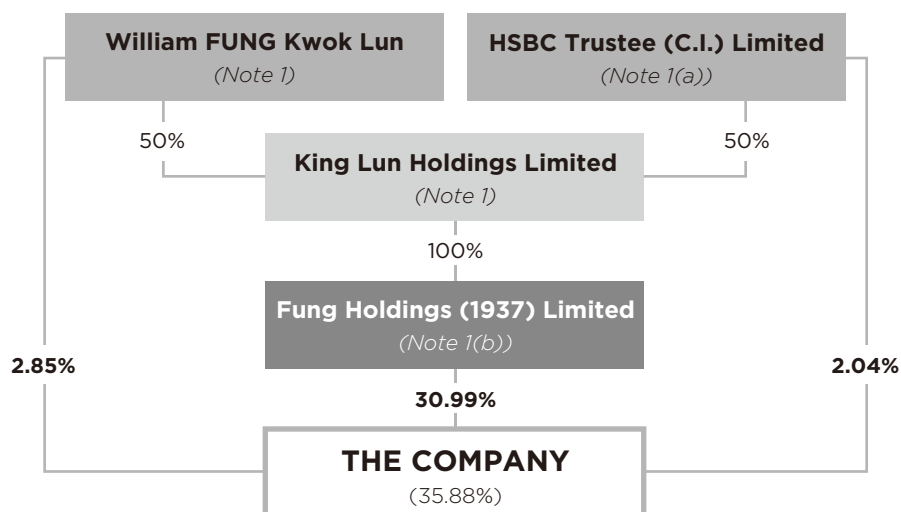 William FUNG Kwok Lun
(Note 1)
HSBC Trustee (C.I.) Limited
(Note 1(a))
50%
50%
King Lun Holdings Limited
(Note 1)
100%
Fung Holdings (1937) Limited
(Note 1(b))
2.85%
2.04%
30.99%
THE COMPANY
(35.88%)